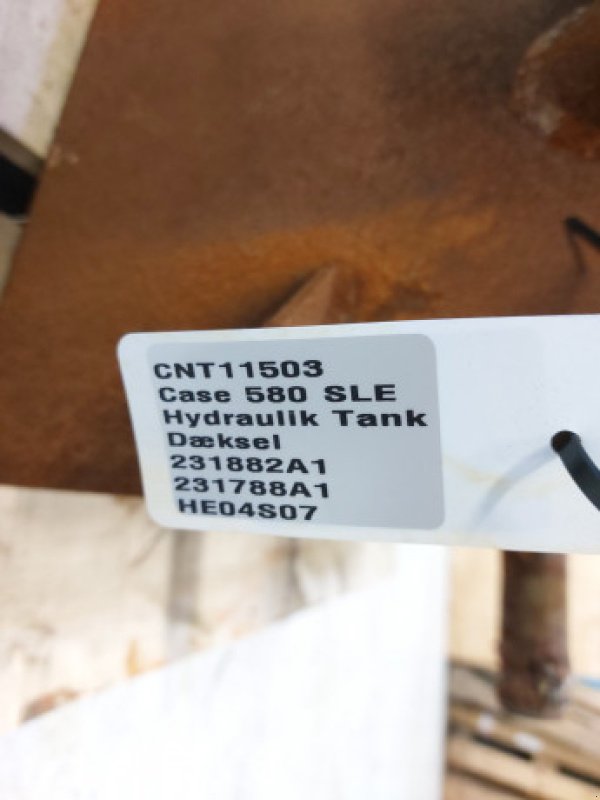 CNT11503
Case 580 SLE
Hydraulik Tank
Dæksel
231882A1
231788A1
HE04S07